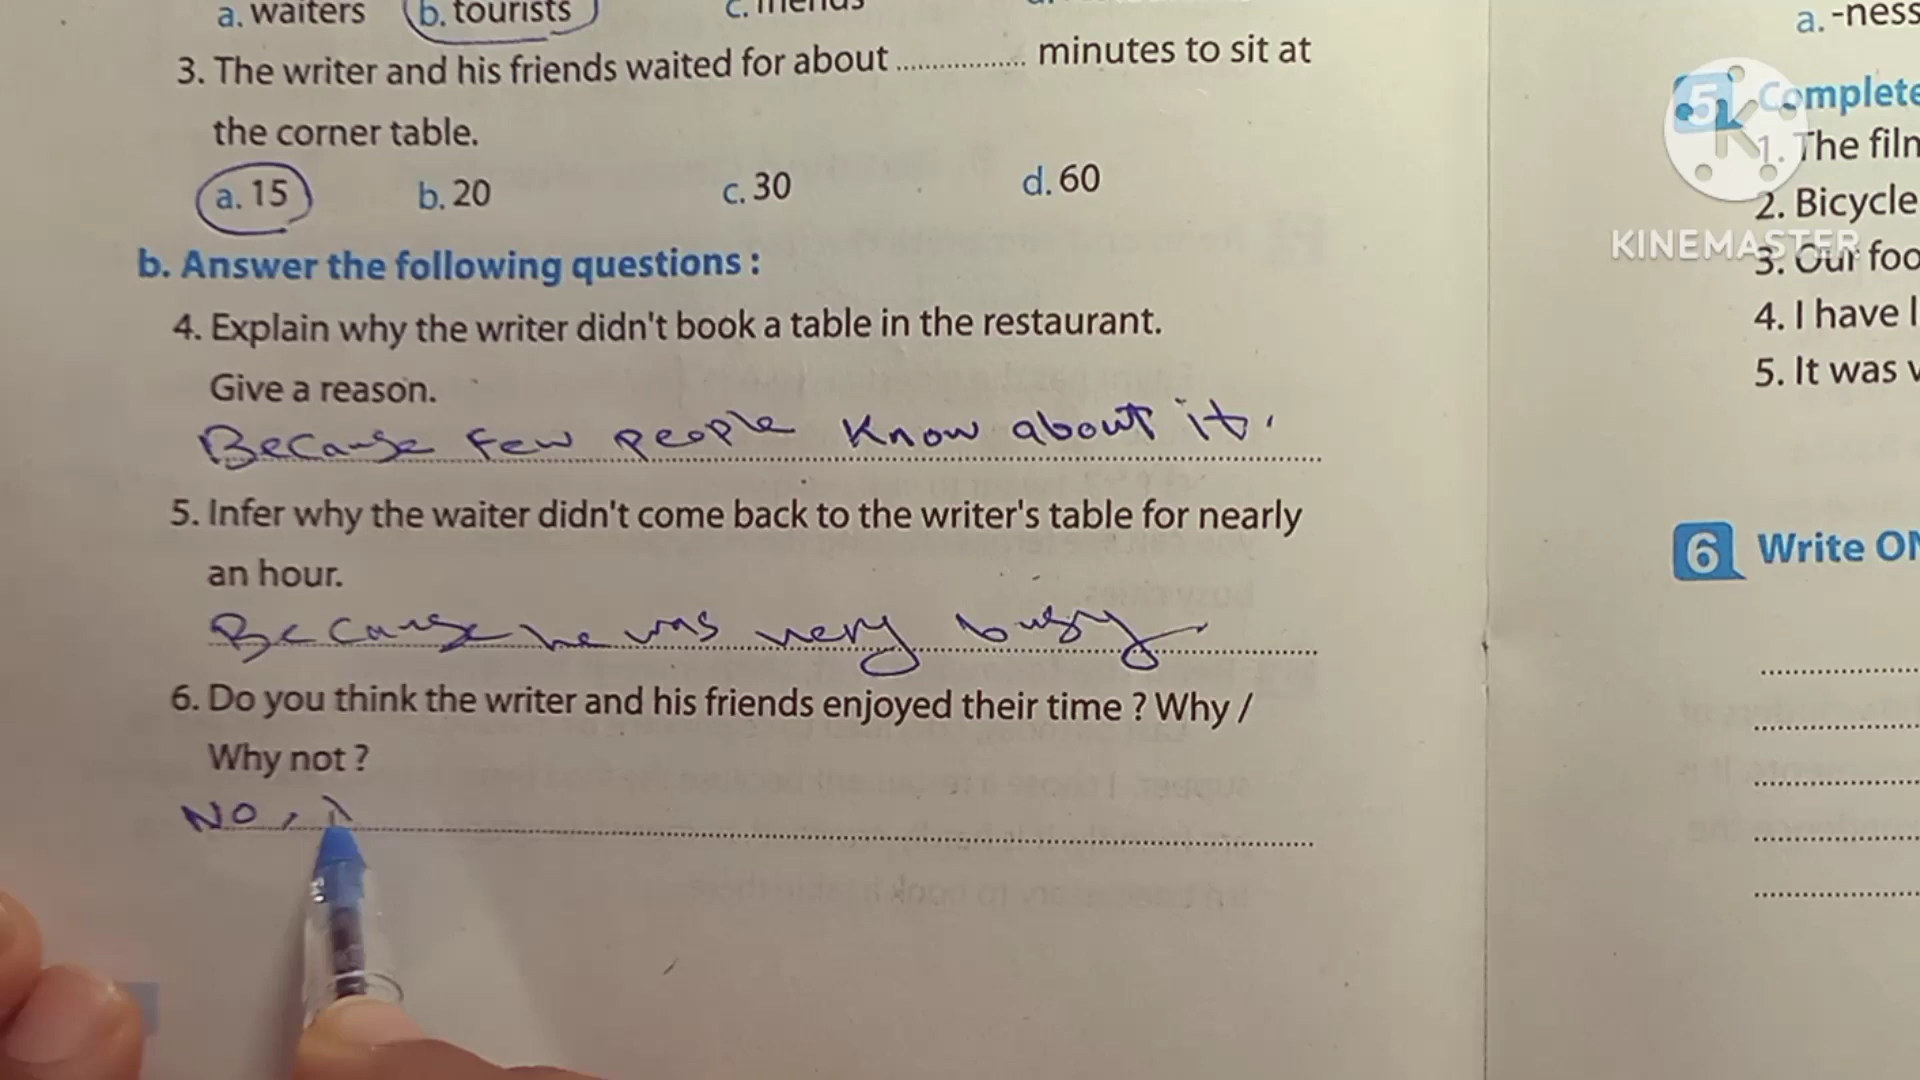 a. waiters b. tourists c. friends
3. The writer and his friends waited for about ............... minutes to sit at
the corner table.
a. 15 b. 20 c. 30 d. 60
b. Answer the following questions :
4. Explain why the writer didn't book a table in the restaurant.
Give a reason.
Because few people know about it.
5. Infer why the waiter didn't come back to the writer's table for nearly
an hour.
Because he was very busy
6. Do you think the writer and his friends enjoyed their time ? Why /
Why not ?
No,
a. -ness
5 Complete
1. The film
2. Bicycle
3. Our foo
4. I have l
5. It was
6 Write ON
KINEMASTER